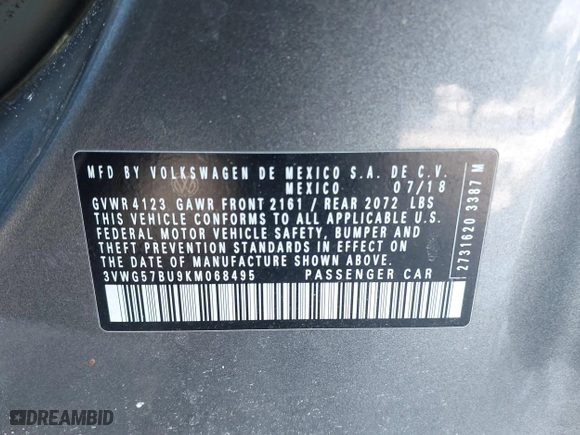 MFD BY VOLKSWAGEN DE MEXICO S.A. DE C.V.
MEXICO 07/18
GVWR 4123 GAWR FRONT 2161 / REAR 2072 LBS
THIS VEHICLE CONFORMS TO ALL APPLICABLE U.S.
FEDERAL MOTOR VEHICLE SAFETY, BUMPER AND
THEFT PREVENTION STANDARDS IN EFFECT ON
THE DATE OF MANUFACTURE SHOWN ABOVE.
3VWG57BU9KM068495 PASSENGER CAR
2731620 3387 M
DREAMBID